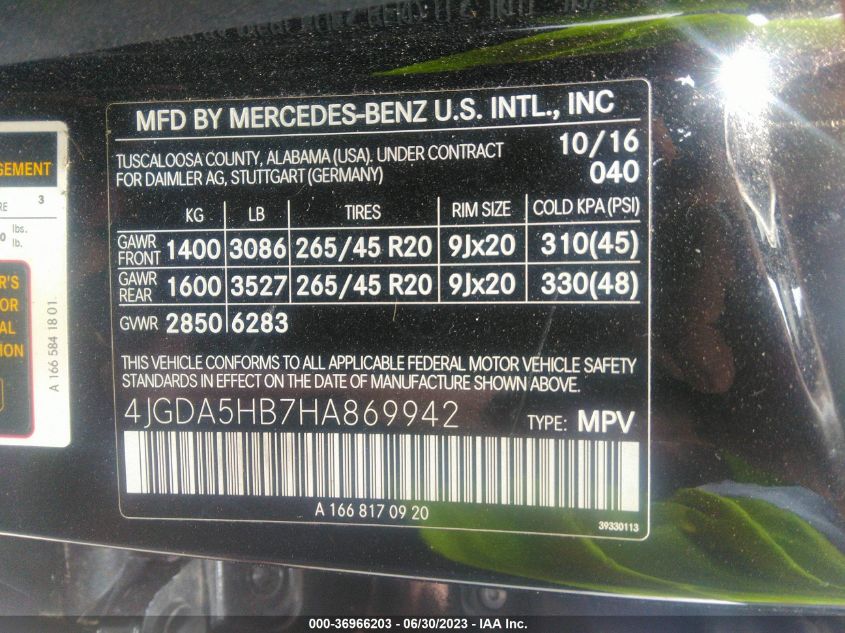 MFD BY MERCEDES-BENZ U.S. INTL., INC
TUSCALOOSA COUNTY, ALABAMA (USA). UNDER CONTRACT 10/16
FOR DAIMLER AG, STUTTGART (GERMANY) 040
KG LB TIRES RIM SIZE COLD KPA (PSI)
GAWR FRONT 1400 3086 265/45 R20 9Jx20 310(45)
GAWR REAR 1600 3527 265/45 R20 9Jx20 330(48)
GVWR 2850 6283
THIS VEHICLE CONFORMS TO ALL APPLICABLE FEDERAL MOTOR VEHICLE SAFETY
STANDARDS IN EFFECT ON THE DATE OF MANUFACTURE SHOWN ABOVE.
4JGDA5HB7HA869942 TYPE: MPV
A 166 817 09 20
39330113
3
lbs.
lb.
A 166 584 18 01
000-36966203 - 06/30/2023 - IAA Inc.